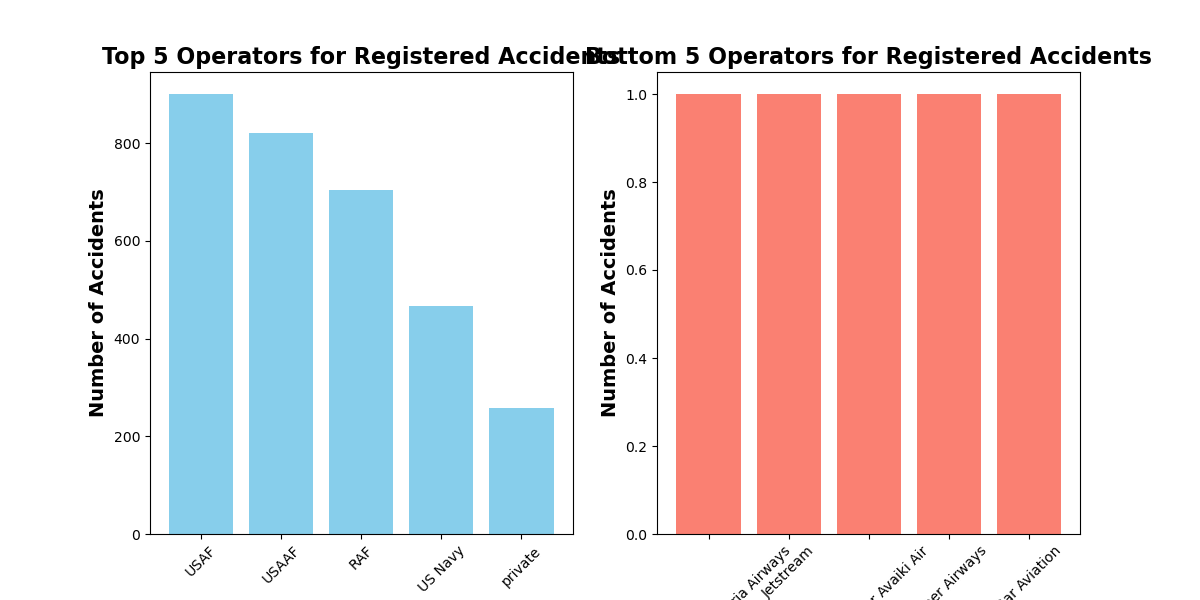 Top 5 Operators for Registered Accidents
Bottom 5 Operators for Registered Accidents
Number of Accidents
800
600
400
200
0
USAF
USAAF
RAF
US Navy
private
Number of Accidents
1.0
0.8
0.6
0.4
0.2
0.0
Airways
Jetstream
Avaiki Air
Airways
Aviation